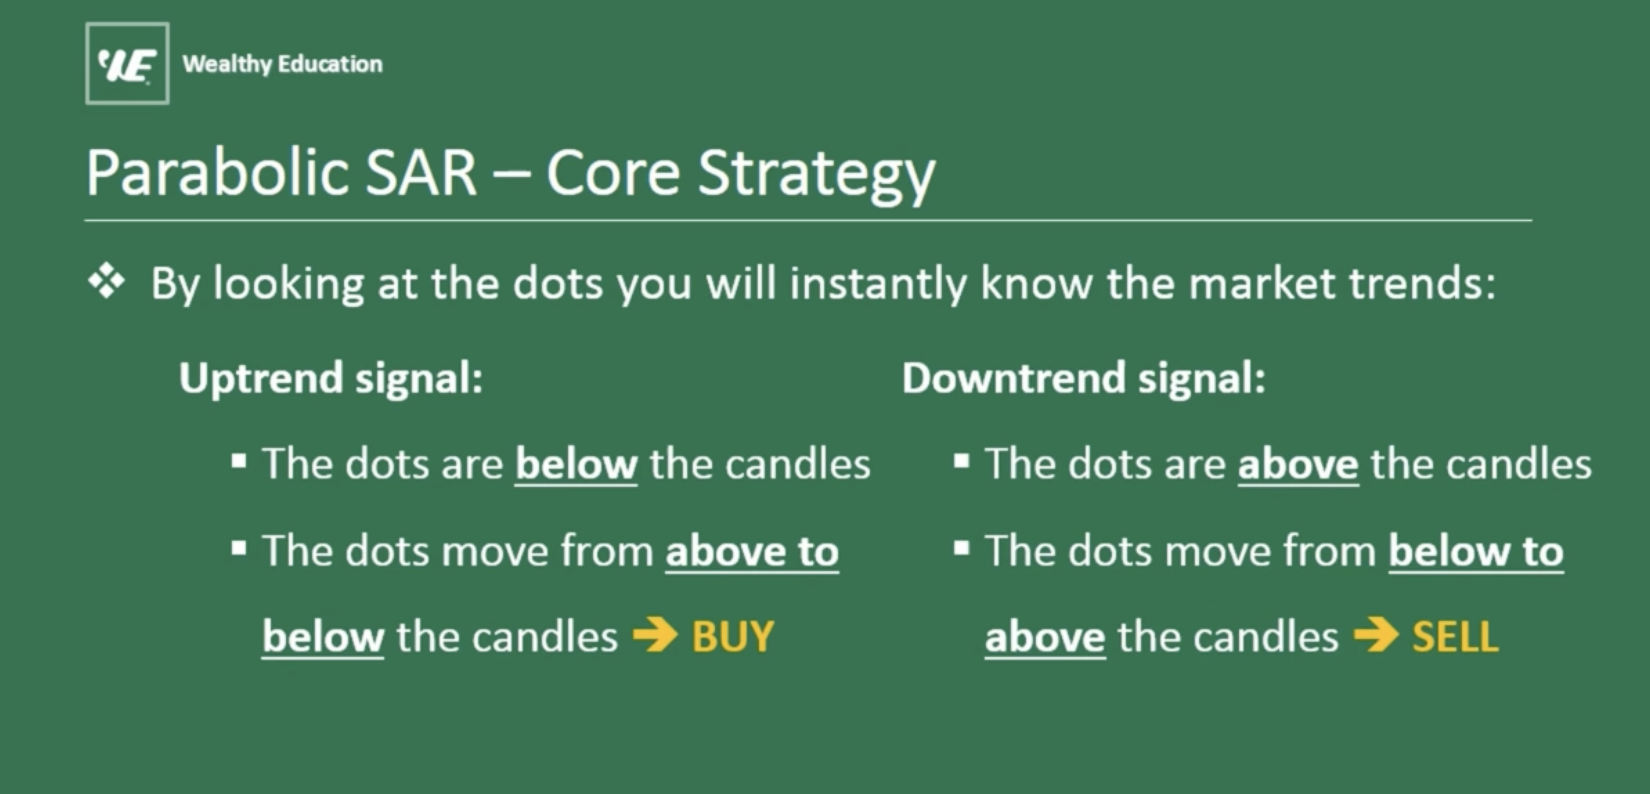 WE
Wealthy Education
Parabolic SAR – Core Strategy
❖ By looking at the dots you will instantly know the market trends:
Uptrend signal:
▪ The dots are below the candles
▪ The dots move from above to
below the candles ➔ BUY
Downtrend signal:
▪ The dots are above the candles
▪ The dots move from below to
above the candles ➔ SELL